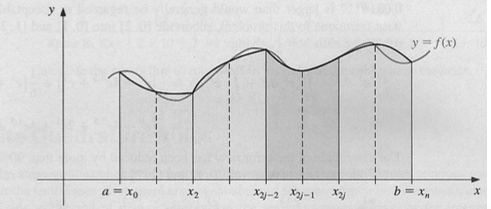 y
y = f(x)
a = x₀ x₂ x₂ⱼ₋₂ x₂ⱼ₋₁ x₂ⱼ b = xₙ x